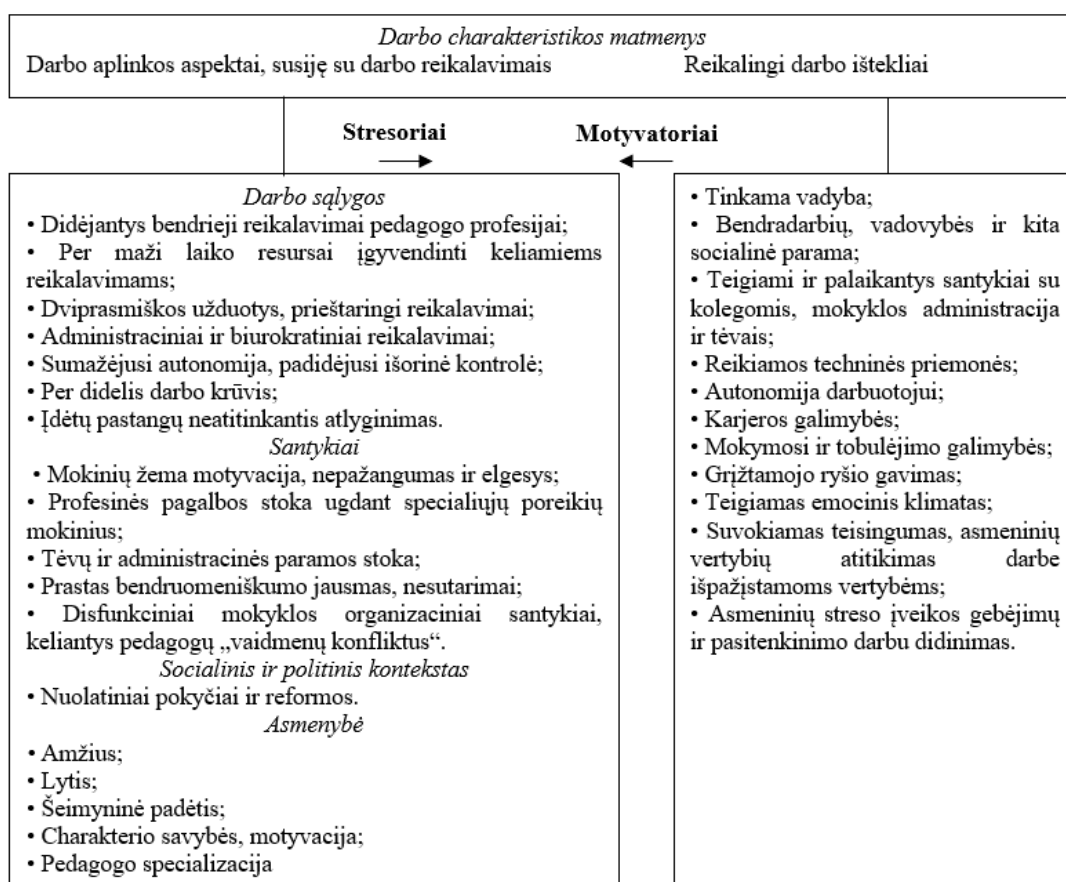 Darbo charakteristikos matmenys
Darbo aplinkos aspektai, susiję su darbo reikalavimais Reikalingi darbo ištekliai
Stresoriai Motyvatoriai
Darbo sąlygos
• Didėjantys bendrieji reikalavimai pedagogo profesijai;
• Per maži laiko resursai įgyvendinti keliamiems
reikalavimams;
• Dviprasmiškos užduotys, prieštaringi reikalavimai;
• Administraciniai ir biurokratiniai reikalavimai;
• Sumažėjusi autonomija, padidėjusi išorinė kontrolė;
• Per didelis darbo krūvis;
• Įdėtų pastangų neatitinkantis atlyginimas.
Santykiai
• Mokinių žema motyvacija, nepažangumas ir elgesys;
• Profesinės pagalbos stoka ugdant specialiųjų poreikių
mokinius;
• Tėvų ir administracinės paramos stoka;
• Prastas bendruomeniškumo jausmas, nesutarimai;
• Disfunkciniai mokyklos organizaciniai santykiai,
keliantys pedagogų „vaidmenų konfliktus“.
Socialinis ir politinis kontekstas
• Nuolatiniai pokyčiai ir reformos.
Asmenybė
• Amžius;
• Lytis;
• Šeimyninė padėtis;
• Charakterio savybės, motyvacija;
• Pedagogo specializacija
• Tinkama vadyba;
• Bendradarbių, vadovybės ir kita
socialinė parama;
• Teigiami ir palaikantys santykiai su
kolegomis, mokyklos administracija
ir tėvais;
• Reikiamos techninės priemonės;
• Autonomija darbuotojui;
• Karjeros galimybės;
• Mokymosi ir tobulėjimo galimybės;
• Grįžtamojo ryšio gavimas;
• Teigiamas emocinis klimatas;
• Suvokiamas teisingumas, asmeninių
vertybių atitikimas darbe
išpažįstamoms vertybėms;
• Asmeninių streso įveikos gebėjimų
ir pasitenkinimo darbu didinimas.